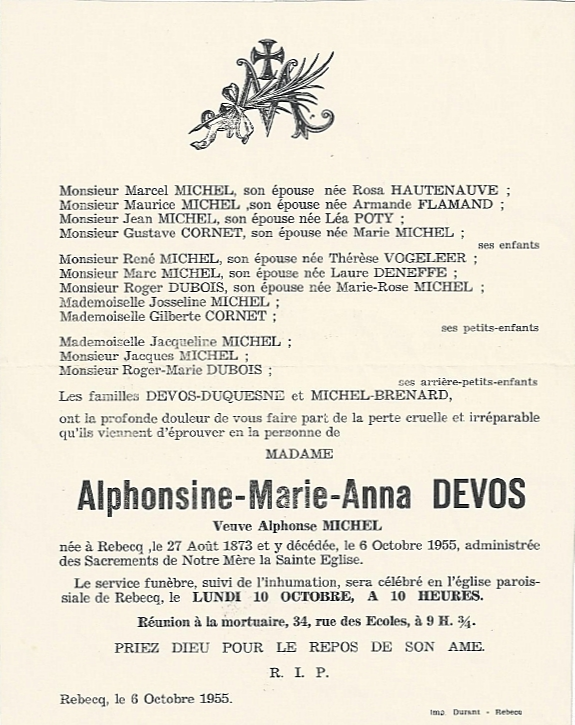 Monsieur Marcel MICHEL, son épouse née Rosa HAUTENAUVE ;
Monsieur Maurice MICHEL ,son épouse née Armande FLAMAND ;
Monsieur Jean MICHEL, son épouse née Léa POTY ;
Monsieur Gustave CORNET, son épouse née Marie MICHEL ;
ses enfants
Monsieur René MICHEL, son épouse née Thérèse VOGELEER ;
Monsieur Marc MICHEL, son épouse née Laure DENEFFE ;
Monsieur Roger DUBOIS, son épouse née Marie-Rose MICHEL ;
Mademoiselle Josseline MICHEL ;
Mademoiselle Gilberte CORNET ;
ses petits-enfants
Mademoiselle Jacqueline MICHEL ;
Monsieur Jacques MICHEL ;
Monsieur Roger-Marie DUBOIS ;
ses arrière-petits-enfants
Les familles DEVOS-DUQUESNE et MICHEL-BRENARD,
ont la profonde douleur de vous faire part de la perte cruelle et irréparable
qu'ils viennent d'éprouver en la personne de
MADAME
Alphonsine-Marie-Anna DEVOS
Veuve Alphonse MICHEL
née à Rebecq ,le 27 Août 1873 et y décédée, le 6 Octobre 1955, administrée
des Sacrements de Notre Mère la Sainte Eglise.
Le service funèbre, suivi de l'inhumation, sera célébré en l'église parois-
siale de Rebecq, le LUNDI 10 OCTOBRE, A 10 HEURES.
Réunion à la mortuaire, 34, rue des Ecoles, à 9 H. ¾.
PRIEZ DIEU POUR LE REPOS DE SON AME.
R. I. P.
Rebecq, le 6 Octobre 1955.
Imp. Durant - Rebecq